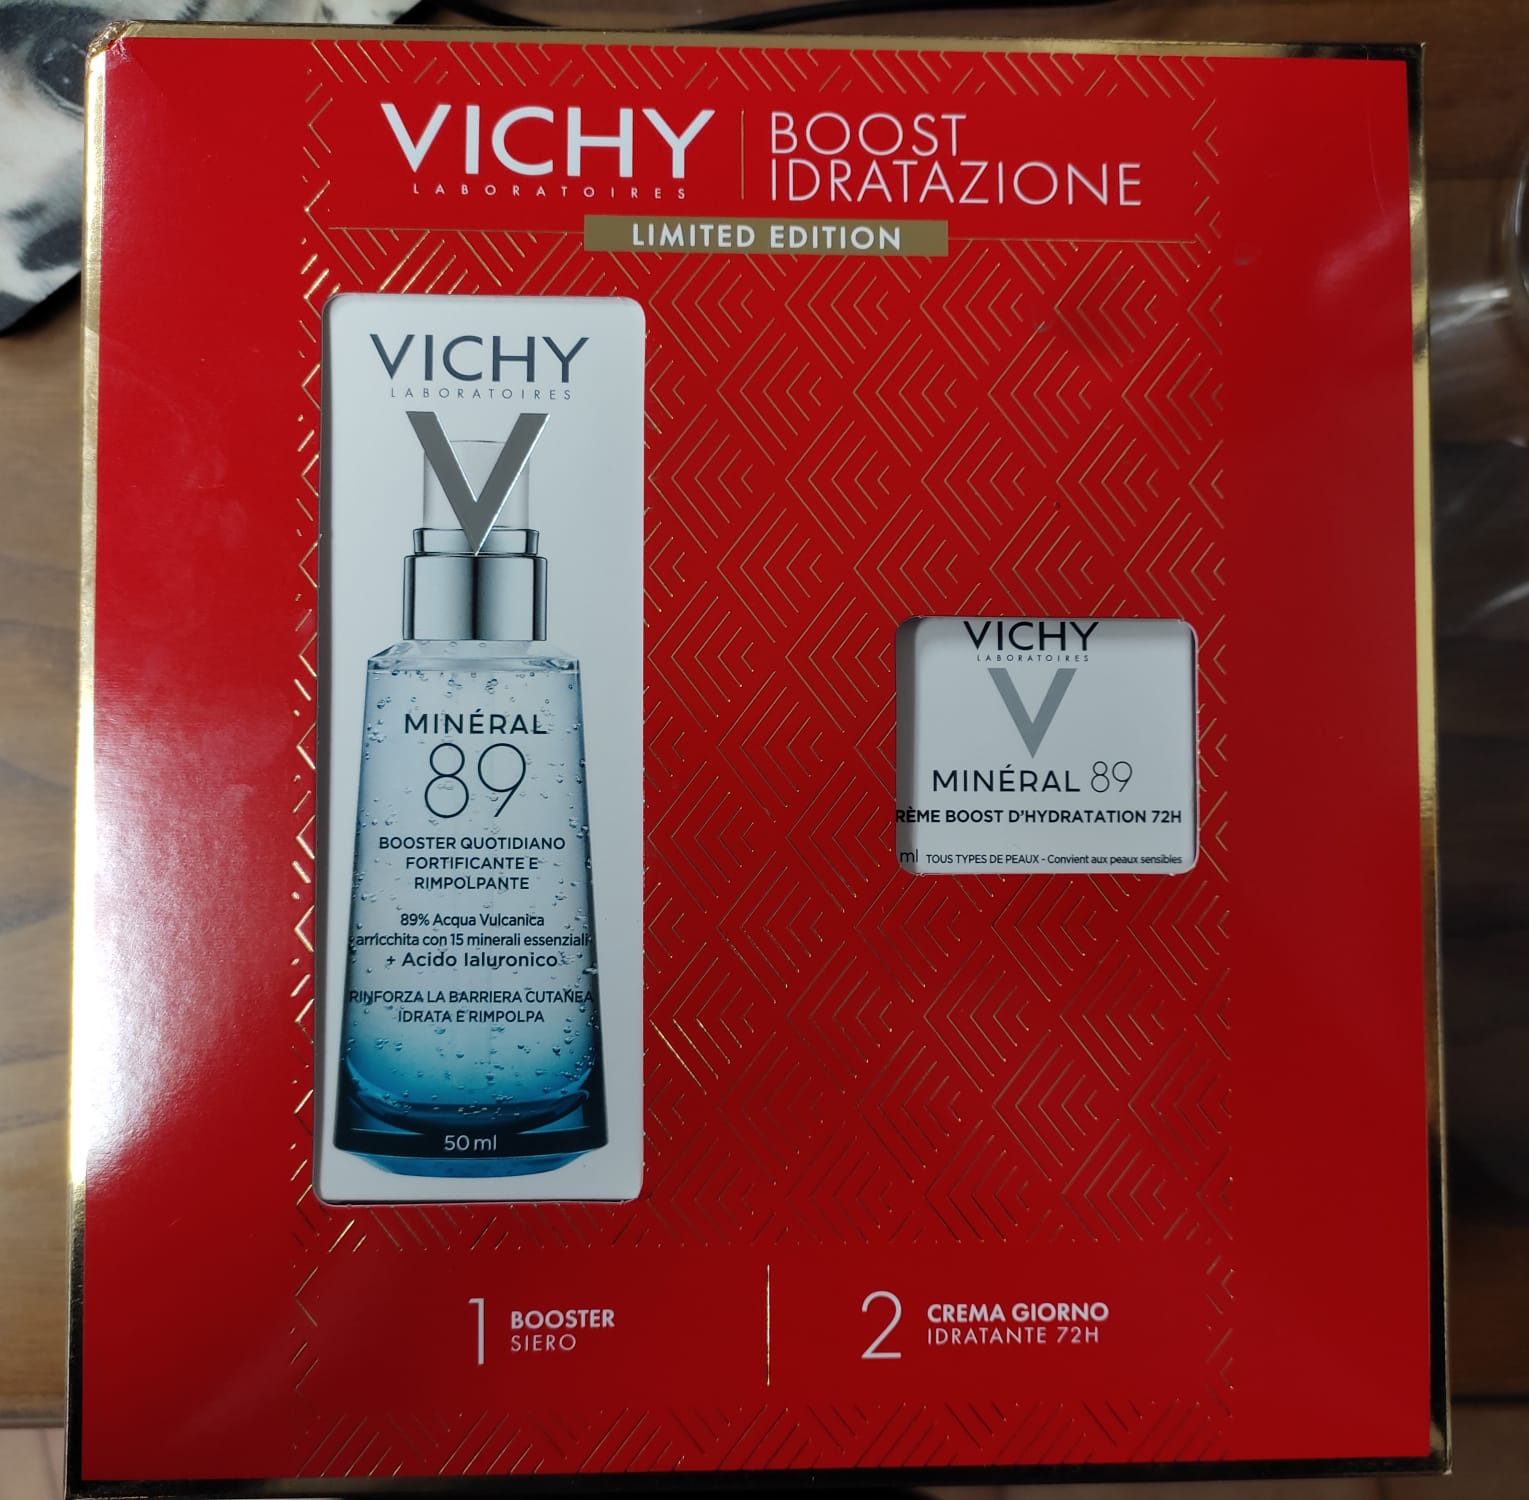 VICHY
LABORATOIRES
BOOST
IDRATAZIONE
LIMITED EDITION
VICHY
LABORATOIRES
MINÉRAL
89
BOOSTER QUOTIDIANO
FORTIFICANTE E
RIMPOLPANTE
89% Acqua Vulcanica
arricchita con 15 minerali essenziali
+ Acido Ialuronico
RINFORZA LA BARRIERA CUTANEA
IDRATA E RIMPOLPA
50 ml
VICHY
LABORATOIRES
MINÉRAL 89
RÈME BOOST D'HYDRATATION 72H
ml TOUS TYPES DE PEAUX - Convient aux peaux sensibles
1 BOOSTER
SIERO
2 CREMA GIORNO
IDRATANTE 72H